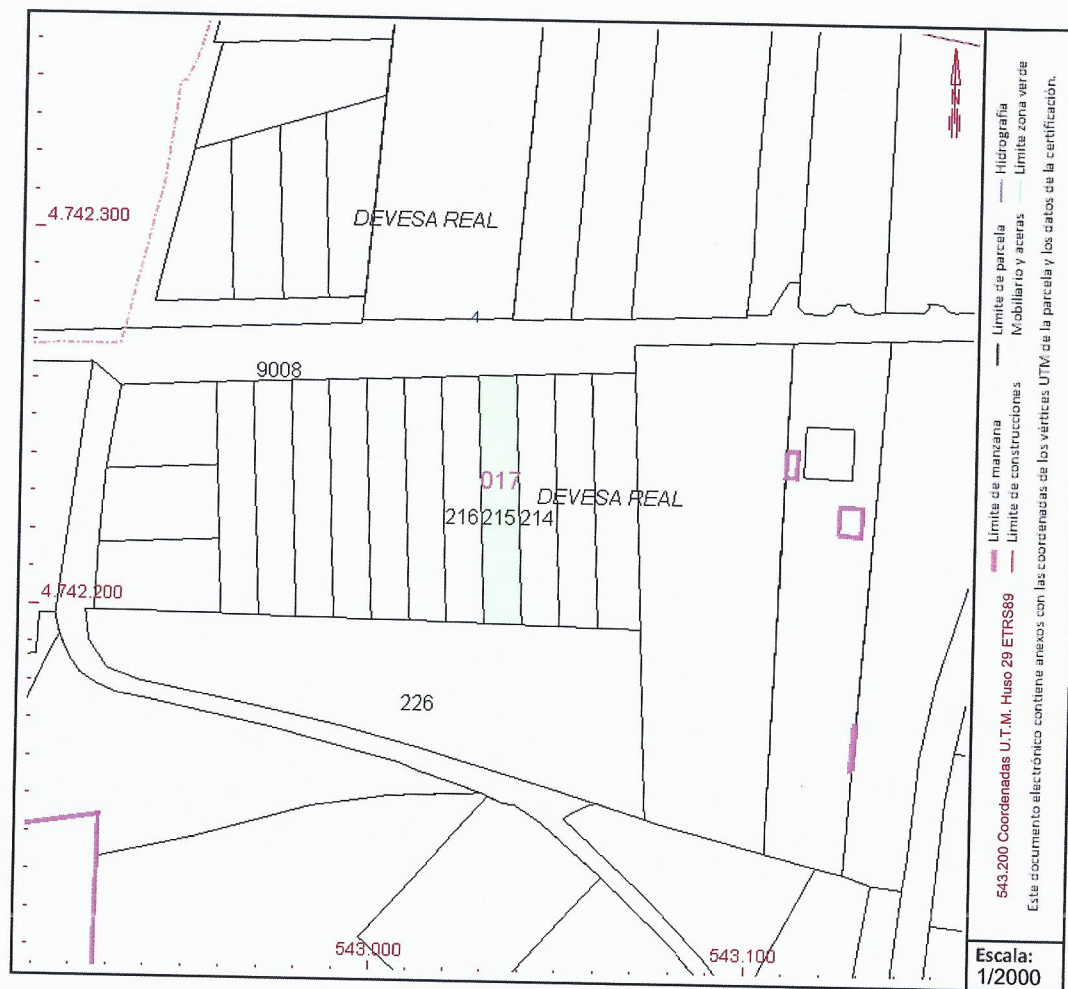 4.742.300
DEVESA REAL
4
9008
017
DEVESA REAL
216 215 214
4.742.200
226
543.000
543.100
Límite de manzana
Límite de parcela
Hidrografía
Límite de construcciones
Mobiliario y aceras
Límite zona verde
543.200 Coordenadas U.T.M. Huso 29 ETRS89
Este documento electrónico contiene anexos con las coordenadas de los vértices UTM de la parcela y los datos de la certificación.
Escala:
1/2000